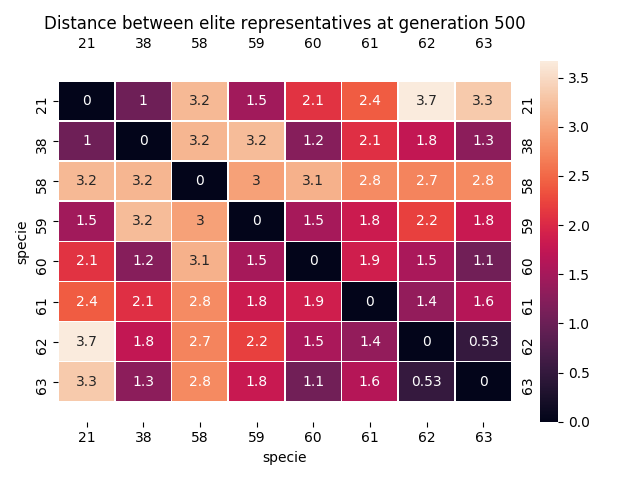 Distance between elite representatives at generation 500
21 38 58 59 60 61 62 63
21 0 1 3.2 1.5 2.1 2.4 3.7 3.3 21
38 1 0 3.2 3.2 1.2 2.1 1.8 1.3 38
58 3.2 3.2 0 3 3.1 2.8 2.7 2.8 58
59 1.5 3.2 3 0 1.5 1.8 2.2 1.8 59
60 2.1 1.2 3.1 1.5 0 1.9 1.5 1.1 60
61 2.4 2.1 2.8 1.8 1.9 0 1.4 1.6 61
62 3.7 1.8 2.7 2.2 1.5 1.4 0 0.53 62
63 3.3 1.3 2.8 1.8 1.1 1.6 0.53 0 63
21 38 58 59 60 61 62 63
specie
specie
3.5
3.0
2.5
2.0
1.5
1.0
0.5
0.0